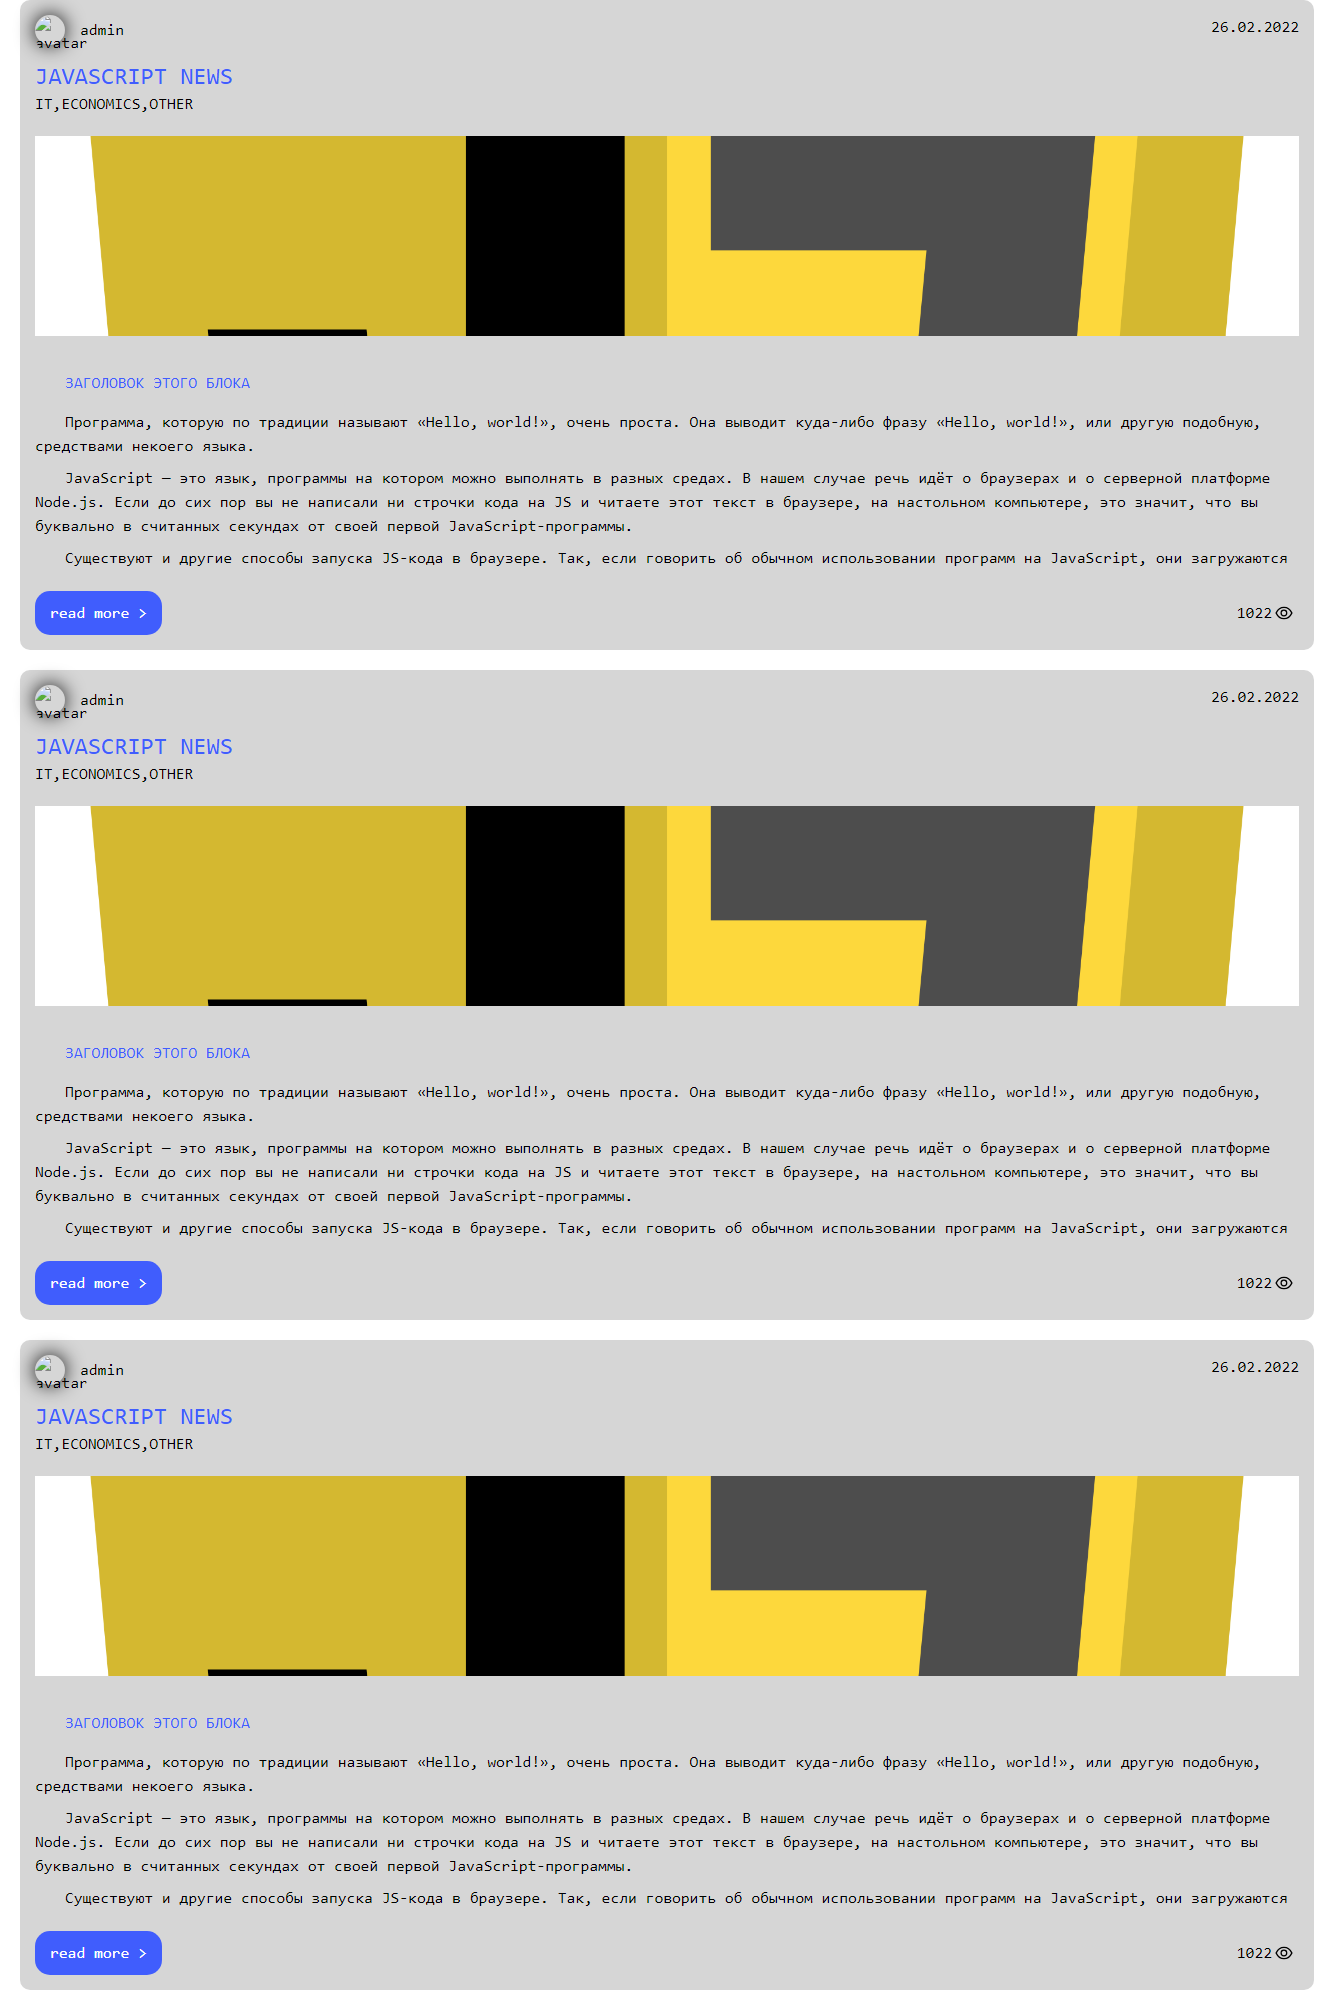 admin
26.02.2022
avatar
JAVASCRIPT NEWS
IT,ECONOMICS,OTHER
ЗАГОЛОВОК ЭТОГО БЛОКА
Программа, которую по традиции называют «Hello, world!», очень проста. Она выводит куда-либо фразу «Hello, world!», или другую подобную,
средствами некоего языка.
JavaScript — это язык, программы на котором можно выполнять в разных средах. В нашем случае речь идёт о браузерах и о серверной платформе
Node.js. Если до сих пор вы не написали ни строчки кода на JS и читаете этот текст в браузере, на настольном компьютере, это значит, что вы
буквально в считанных секундах от своей первой JavaScript-программы.
Существуют и другие способы запуска JS-кода в браузере. Так, если говорить об обычном использовании программ на JavaScript, они загружаются
read more >
1022
admin
26.02.2022
avatar
JAVASCRIPT NEWS
IT,ECONOMICS,OTHER
ЗАГОЛОВОК ЭТОГО БЛОКА
Программа, которую по традиции называют «Hello, world!», очень проста. Она выводит куда-либо фразу «Hello, world!», или другую подобную,
средствами некоего языка.
JavaScript — это язык, программы на котором можно выполнять в разных средах. В нашем случае речь идёт о браузерах и о серверной платформе
Node.js. Если до сих пор вы не написали ни строчки кода на JS и читаете этот текст в браузере, на настольном компьютере, это значит, что вы
буквально в считанных секундах от своей первой JavaScript-программы.
Существуют и другие способы запуска JS-кода в браузере. Так, если говорить об обычном использовании программ на JavaScript, они загружаются
read more >
1022
admin
26.02.2022
avatar
JAVASCRIPT NEWS
IT,ECONOMICS,OTHER
ЗАГОЛОВОК ЭТОГО БЛОКА
Программа, которую по традиции называют «Hello, world!», очень проста. Она выводит куда-либо фразу «Hello, world!», или другую подобную,
средствами некоего языка.
JavaScript — это язык, программы на котором можно выполнять в разных средах. В нашем случае речь идёт о браузерах и о серверной платформе
Node.js. Если до сих пор вы не написали ни строчки кода на JS и читаете этот текст в браузере, на настольном компьютере, это значит, что вы
буквально в считанных секундах от своей первой JavaScript-программы.
Существуют и другие способы запуска JS-кода в браузере. Так, если говорить об обычном использовании программ на JavaScript, они загружаются
read more >
1022